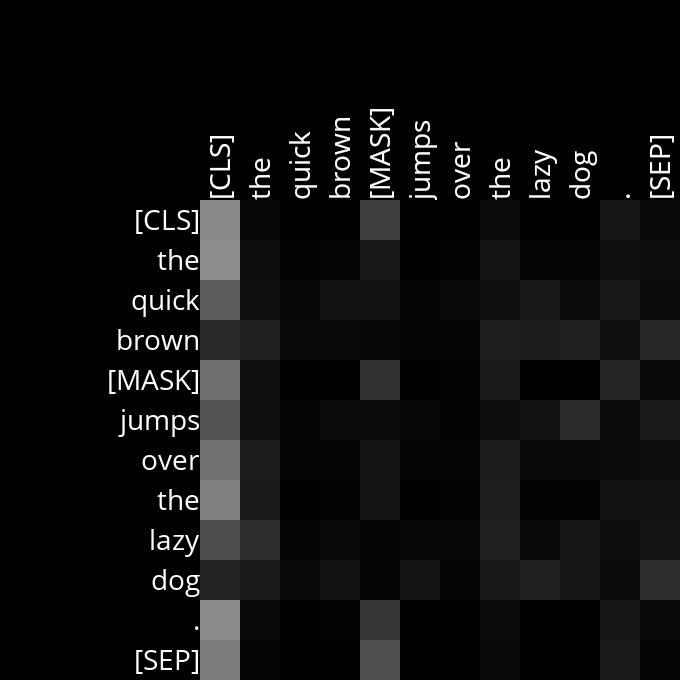 [CLS] the quick brown [MASK] jumps over the lazy dog . [SEP]
[CLS]
the
quick
brown
[MASK]
jumps
over
the
lazy
dog
.
[SEP]